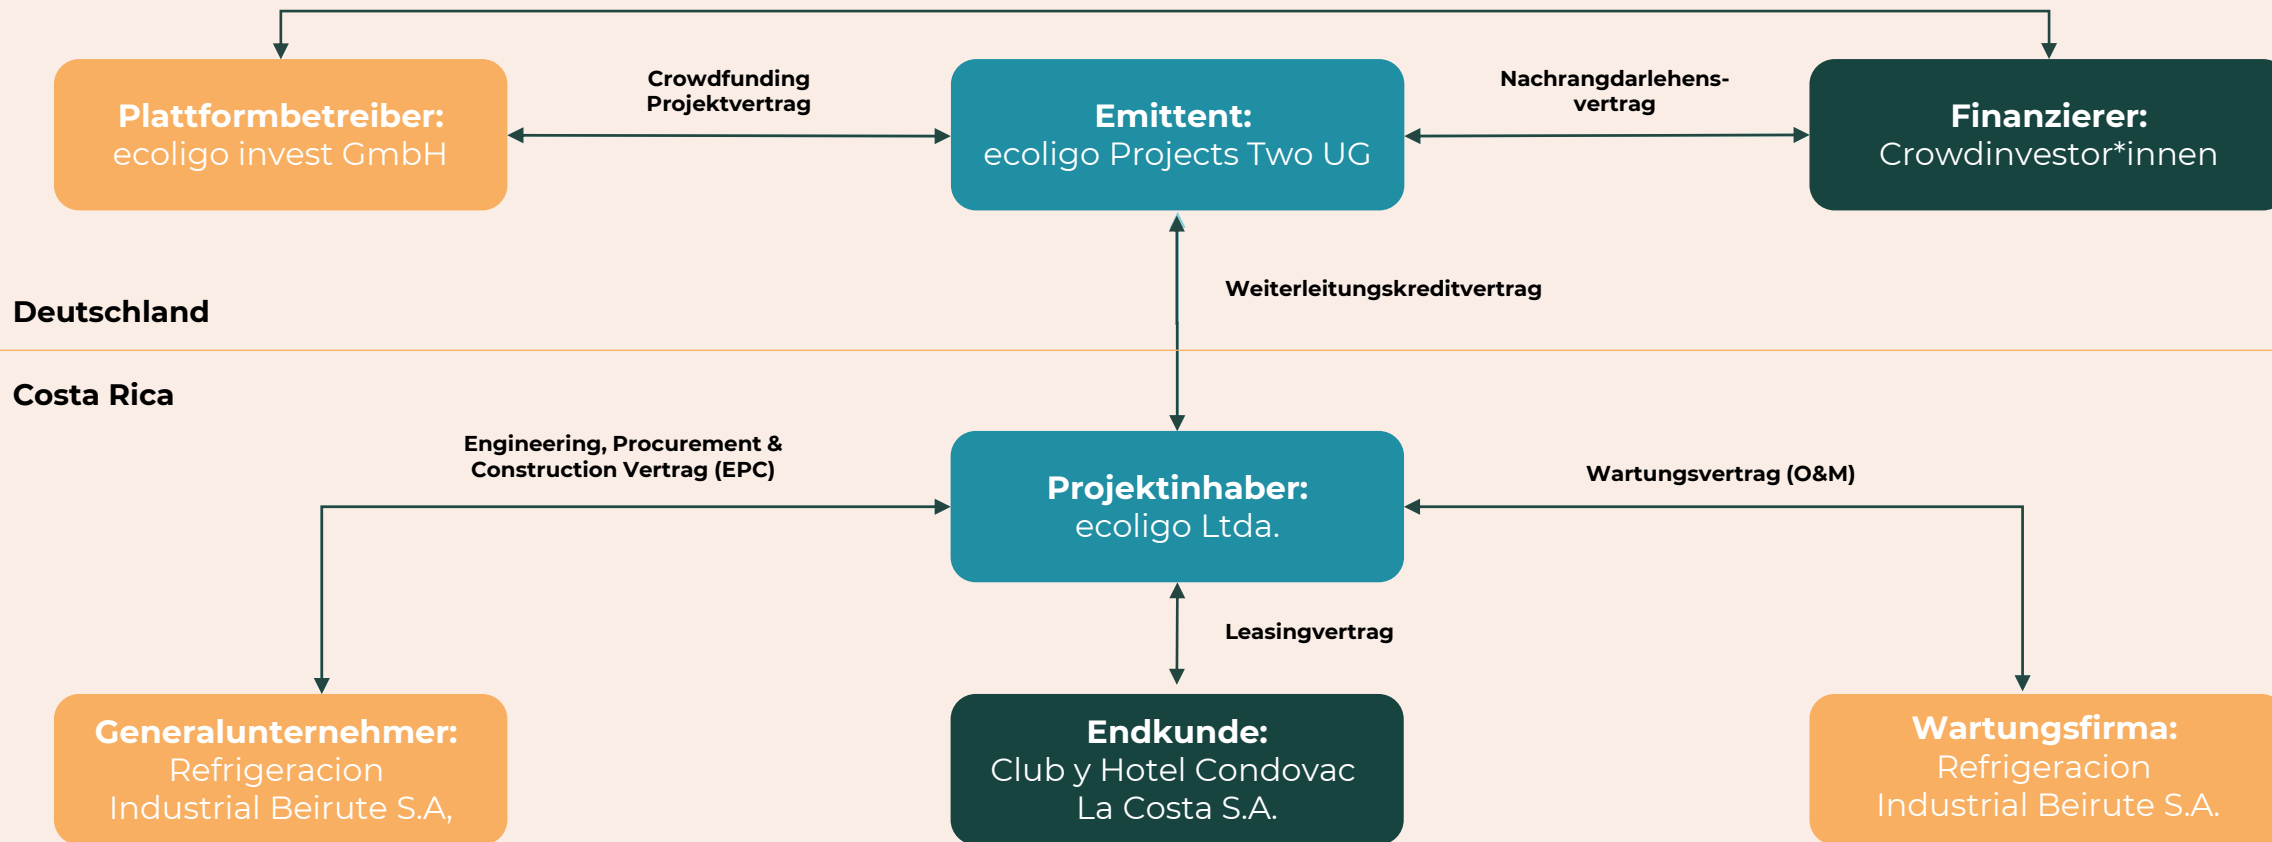 Crowdfunding
Projektvertrag
Nachrangdarlehens-
vertrag
Plattformbetreiber:
ecoligo invest GmbH
Emittent:
ecoligo Projects Two UG
Finanzierer:
Crowdinvestor*innen
Weiterleitungskreditvertrag
Deutschland
Costa Rica
Engineering, Procurement &
Construction Vertrag (EPC)
Wartungsvertrag (O&M)
Projektinhaber:
ecoligo Ltda.
Leasingvertrag
Generalunternehmer:
Refrigeracion
Industrial Beirute S.A,
Endkunde:
Club y Hotel Condovac
La Costa S.A.
Wartungsfirma:
Refrigeracion
Industrial Beirute S.A.